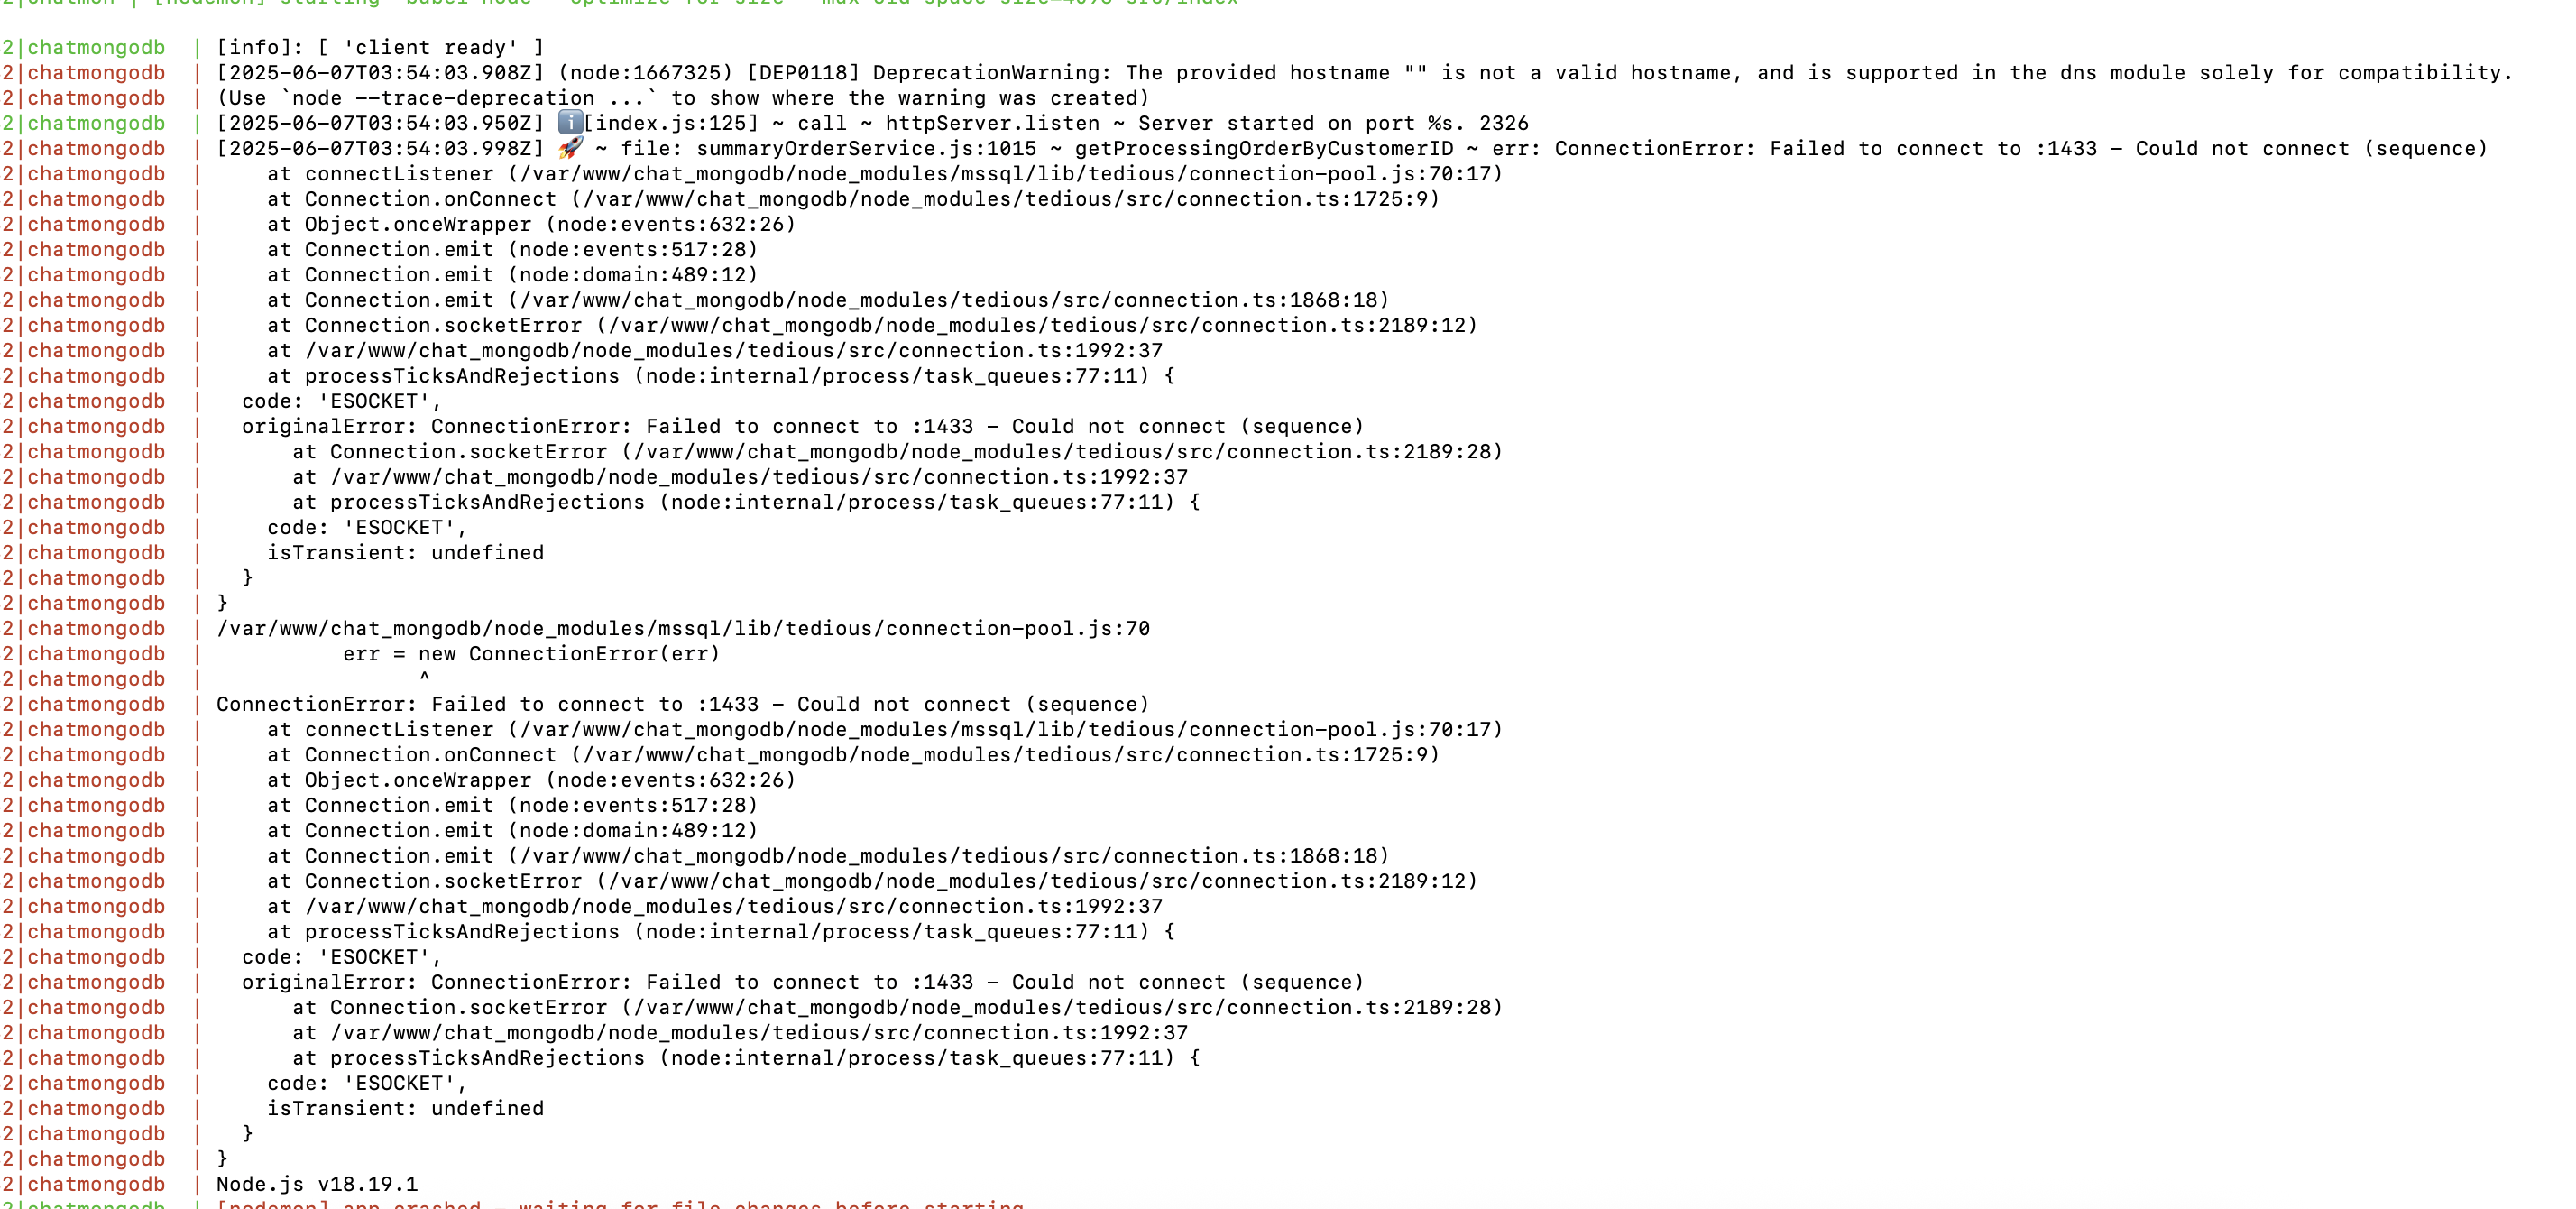 2|chatmon | [nodemon] starting `babel-node --optimize-for-size --max-old-space-size=4098 src/index`
2|chatmongodb  | [info]: [ 'client ready' ]
2|chatmongodb  | [2025-06-07T03:54:03.908Z] (node:1667325) [DEP0118] DeprecationWarning: The provided hostname "" is not a valid hostname, and is supported in the dns module solely for compatibility.
2|chatmongodb  | (Use `node --trace-deprecation ...` to show where the warning was created)
2|chatmongodb  | [2025-06-07T03:54:03.950Z] ℹ️[index.js:125] ~ call ~ httpServer.listen ~ Server started on port %s. 2326
2|chatmongodb  | [2025-06-07T03:54:03.998Z] 🚀 ~ file: summaryOrderService.js:1015 ~ getProcessingOrderByCustomerID ~ err: ConnectionError: Failed to connect to :1433 - Could not connect (sequence)
2|chatmongodb  |     at connectListener (/var/www/chat_mongodb/node_modules/mssql/lib/tedious/connection-pool.js:70:17)
2|chatmongodb  |     at Connection.onConnect (/var/www/chat_mongodb/node_modules/tedious/src/connection.ts:1725:9)
2|chatmongodb  |     at Object.onceWrapper (node:events:632:26)
2|chatmongodb  |     at Connection.emit (node:events:517:28)
2|chatmongodb  |     at Connection.emit (node:domain:489:12)
2|chatmongodb  |     at Connection.emit (/var/www/chat_mongodb/node_modules/tedious/src/connection.ts:1868:18)
2|chatmongodb  |     at Connection.socketError (/var/www/chat_mongodb/node_modules/tedious/src/connection.ts:2189:12)
2|chatmongodb  |     at /var/www/chat_mongodb/node_modules/tedious/src/connection.ts:1992:37
2|chatmongodb  |     at processTicksAndRejections (node:internal/process/task_queues:77:11) {
2|chatmongodb  |   code: 'ESOCKET',
2|chatmongodb  |   originalError: ConnectionError: Failed to connect to :1433 - Could not connect (sequence)
2|chatmongodb  |       at Connection.socketError (/var/www/chat_mongodb/node_modules/tedious/src/connection.ts:2189:28)
2|chatmongodb  |       at /var/www/chat_mongodb/node_modules/tedious/src/connection.ts:1992:37
2|chatmongodb  |       at processTicksAndRejections (node:internal/process/task_queues:77:11) {
2|chatmongodb  |     code: 'ESOCKET',
2|chatmongodb  |     isTransient: undefined
2|chatmongodb  |   }
2|chatmongodb  | }
2|chatmongodb  | /var/www/chat_mongodb/node_modules/mssql/lib/tedious/connection-pool.js:70
2|chatmongodb  |           err = new ConnectionError(err)
2|chatmongodb  |                 ^
2|chatmongodb  | ConnectionError: Failed to connect to :1433 - Could not connect (sequence)
2|chatmongodb  |     at connectListener (/var/www/chat_mongodb/node_modules/mssql/lib/tedious/connection-pool.js:70:17)
2|chatmongodb  |     at Connection.onConnect (/var/www/chat_mongodb/node_modules/tedious/src/connection.ts:1725:9)
2|chatmongodb  |     at Object.onceWrapper (node:events:632:26)
2|chatmongodb  |     at Connection.emit (node:events:517:28)
2|chatmongodb  |     at Connection.emit (node:domain:489:12)
2|chatmongodb  |     at Connection.emit (/var/www/chat_mongodb/node_modules/tedious/src/connection.ts:1868:18)
2|chatmongodb  |     at Connection.socketError (/var/www/chat_mongodb/node_modules/tedious/src/connection.ts:2189:12)
2|chatmongodb  |     at /var/www/chat_mongodb/node_modules/tedious/src/connection.ts:1992:37
2|chatmongodb  |     at processTicksAndRejections (node:internal/process/task_queues:77:11) {
2|chatmongodb  |   code: 'ESOCKET',
2|chatmongodb  |   originalError: ConnectionError: Failed to connect to :1433 - Could not connect (sequence)
2|chatmongodb  |       at Connection.socketError (/var/www/chat_mongodb/node_modules/tedious/src/connection.ts:2189:28)
2|chatmongodb  |       at /var/www/chat_mongodb/node_modules/tedious/src/connection.ts:1992:37
2|chatmongodb  |       at processTicksAndRejections (node:internal/process/task_queues:77:11) {
2|chatmongodb  |     code: 'ESOCKET',
2|chatmongodb  |     isTransient: undefined
2|chatmongodb  |   }
2|chatmongodb  | }
2|chatmongodb  | Node.js v18.19.1
2|chatmongodb  | [nodemon] app crashed - waiting for file changes before starting...